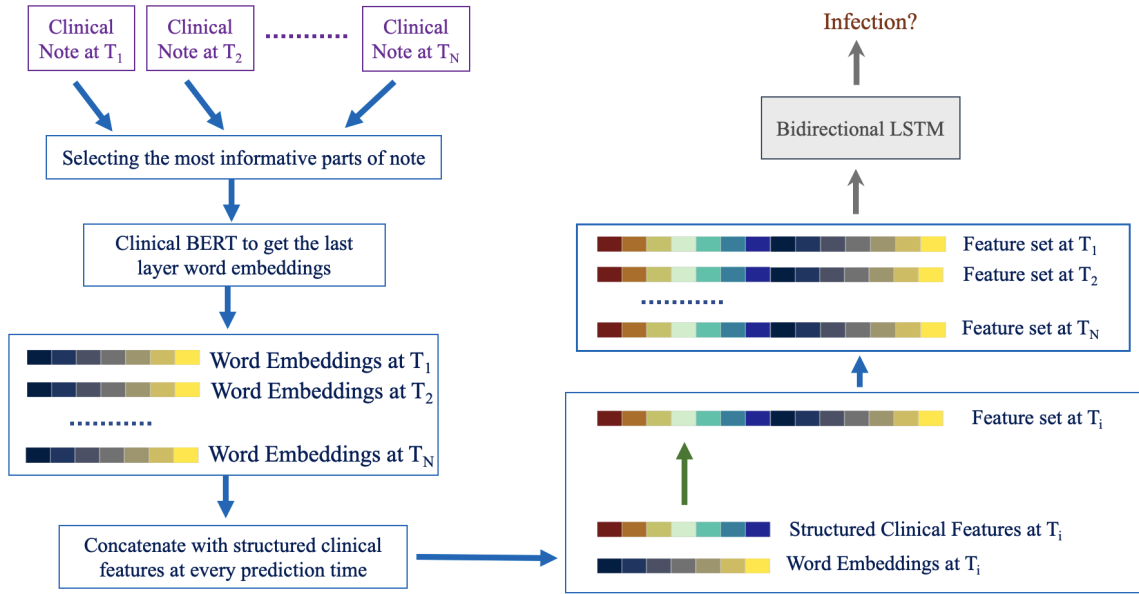 Clinical
Note at T1
Clinical
Note at T2
Clinical
Note at TN
Selecting the most informative parts of note
Clinical BERT to get the last
layer word embeddings
Word Embeddings at T1
Word Embeddings at T2
Word Embeddings at TN
Concatenate with structured clinical
features at every prediction time
Infection?
Bidirectional LSTM
Feature set at T1
Feature set at T2
Feature set at TN
Feature set at Ti
Structured Clinical Features at Ti
Word Embeddings at Ti